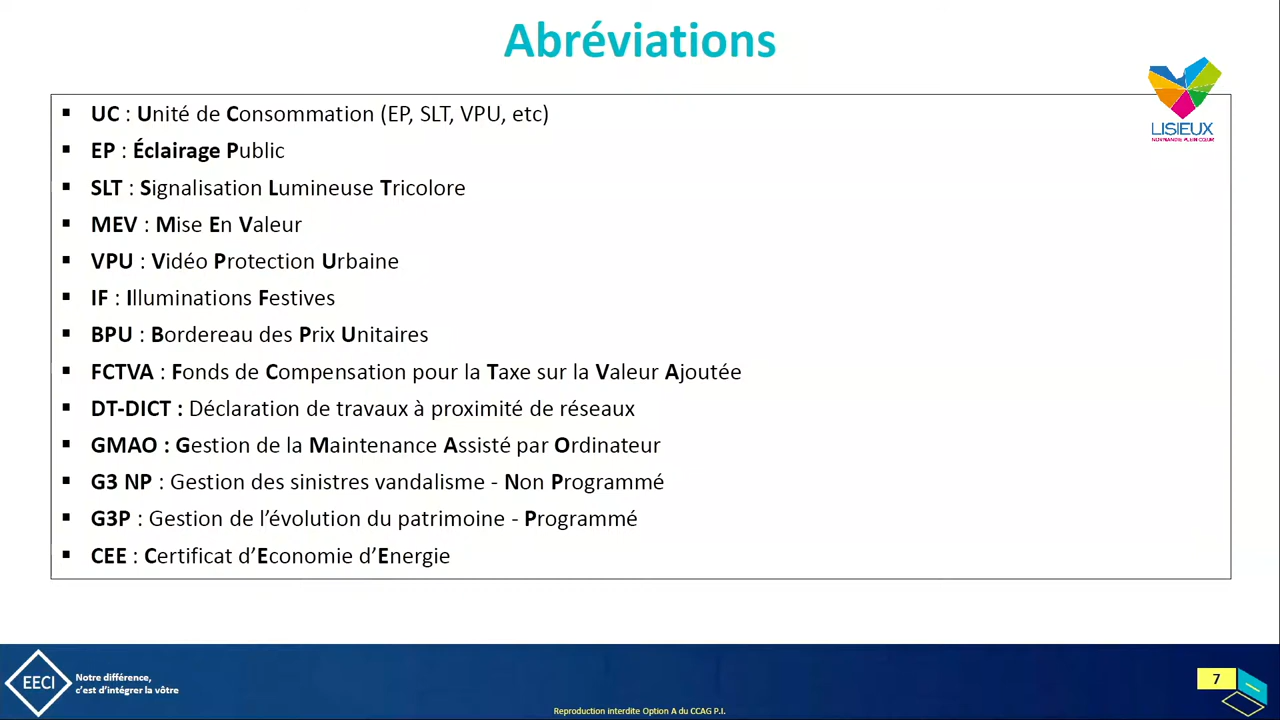 Abréviations
▪ UC : Unité de Consommation (EP, SLT, VPU, etc)
▪ EP : Éclairage Public
▪ SLT : Signalisation Lumineuse Tricolore
▪ MEV : Mise En Valeur
▪ VPU : Vidéo Protection Urbaine
▪ IF : Illuminations Festives
▪ BPU : Bordereau des Prix Unitaires
▪ FCTVA : Fonds de Compensation pour la Taxe sur la Valeur Ajoutée
▪ DT-DICT : Déclaration de travaux à proximité de réseaux
▪ GMAO : Gestion de la Maintenance Assisté par Ordinateur
▪ G3 NP : Gestion des sinistres vandalisme - Non Programmé
▪ G3P : Gestion de l’évolution du patrimoine - Programmé
▪ CEE : Certificat d’Economie d’Energie
LISIEUX
NORMANDIE PLEIN CŒUR
EECI
Notre différence,
c’est d’intégrer la vôtre
Reproduction interdite Option A du CCAG P.I.
7